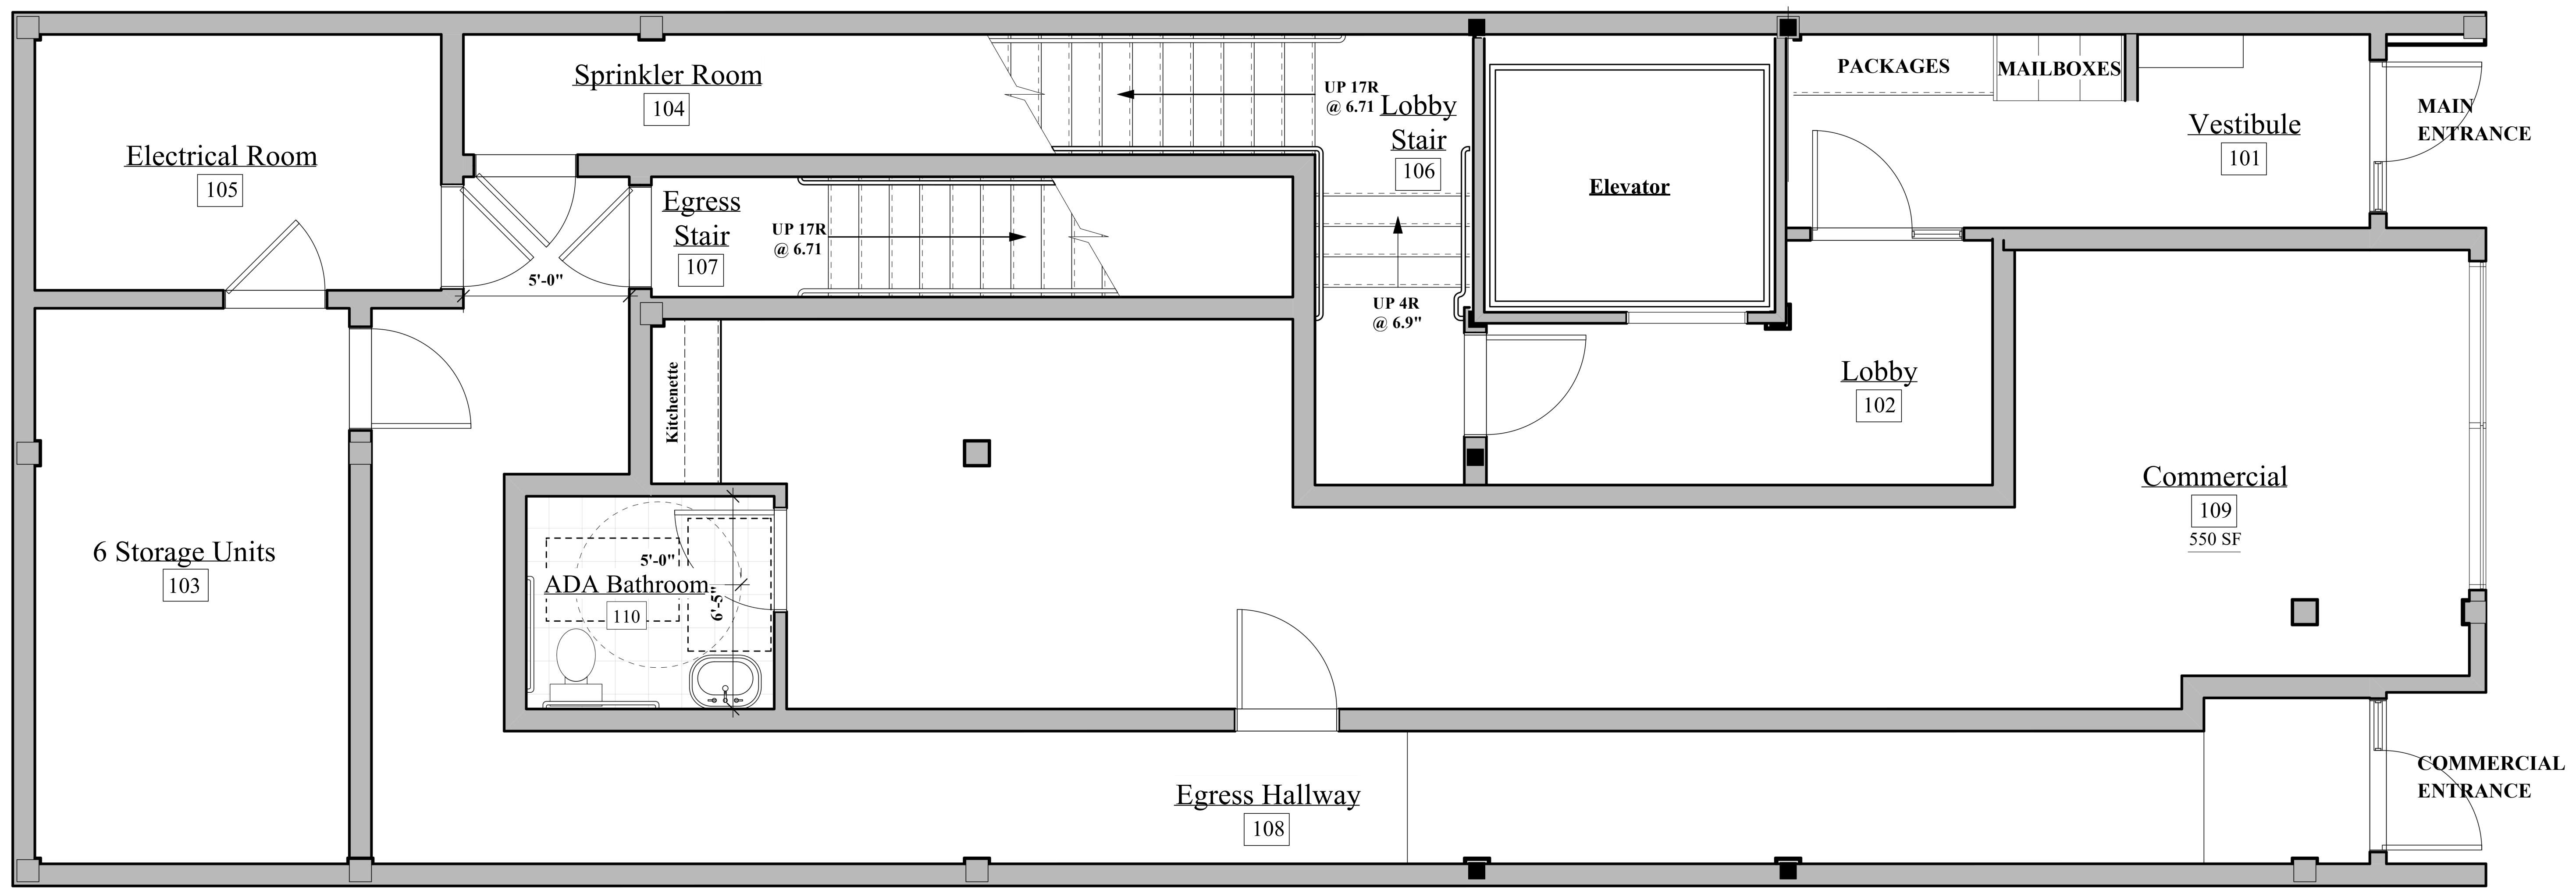 Sprinkler Room
104
UP 17R
@ 6.71
Lobby
Stair
106
PACKAGES
MAILBOXES
Vestibule
101
MAIN
ENTRANCE
Electrical Room
105
Egress
Stair
107
UP 17R
@ 6.71
5'-0"
Elevator
UP 4R
@ 6.9"
Lobby
102
Kitchenette
Commercial
109
550 SF
6 Storage Units
103
5'-0"
ADA Bathroom
110
6'-5"
Egress Hallway
108
COMMERCIAL
ENTRANCE